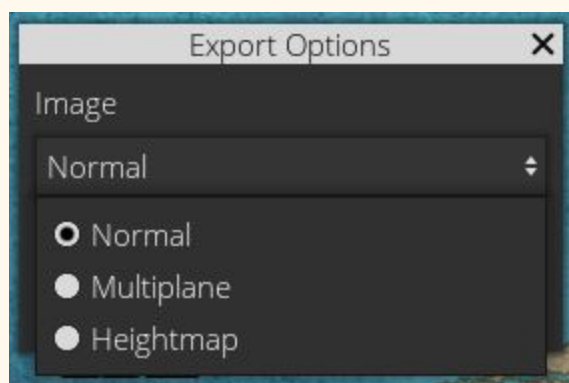 Export Options
Image
Normal
Normal
Multiplane
Heightmap